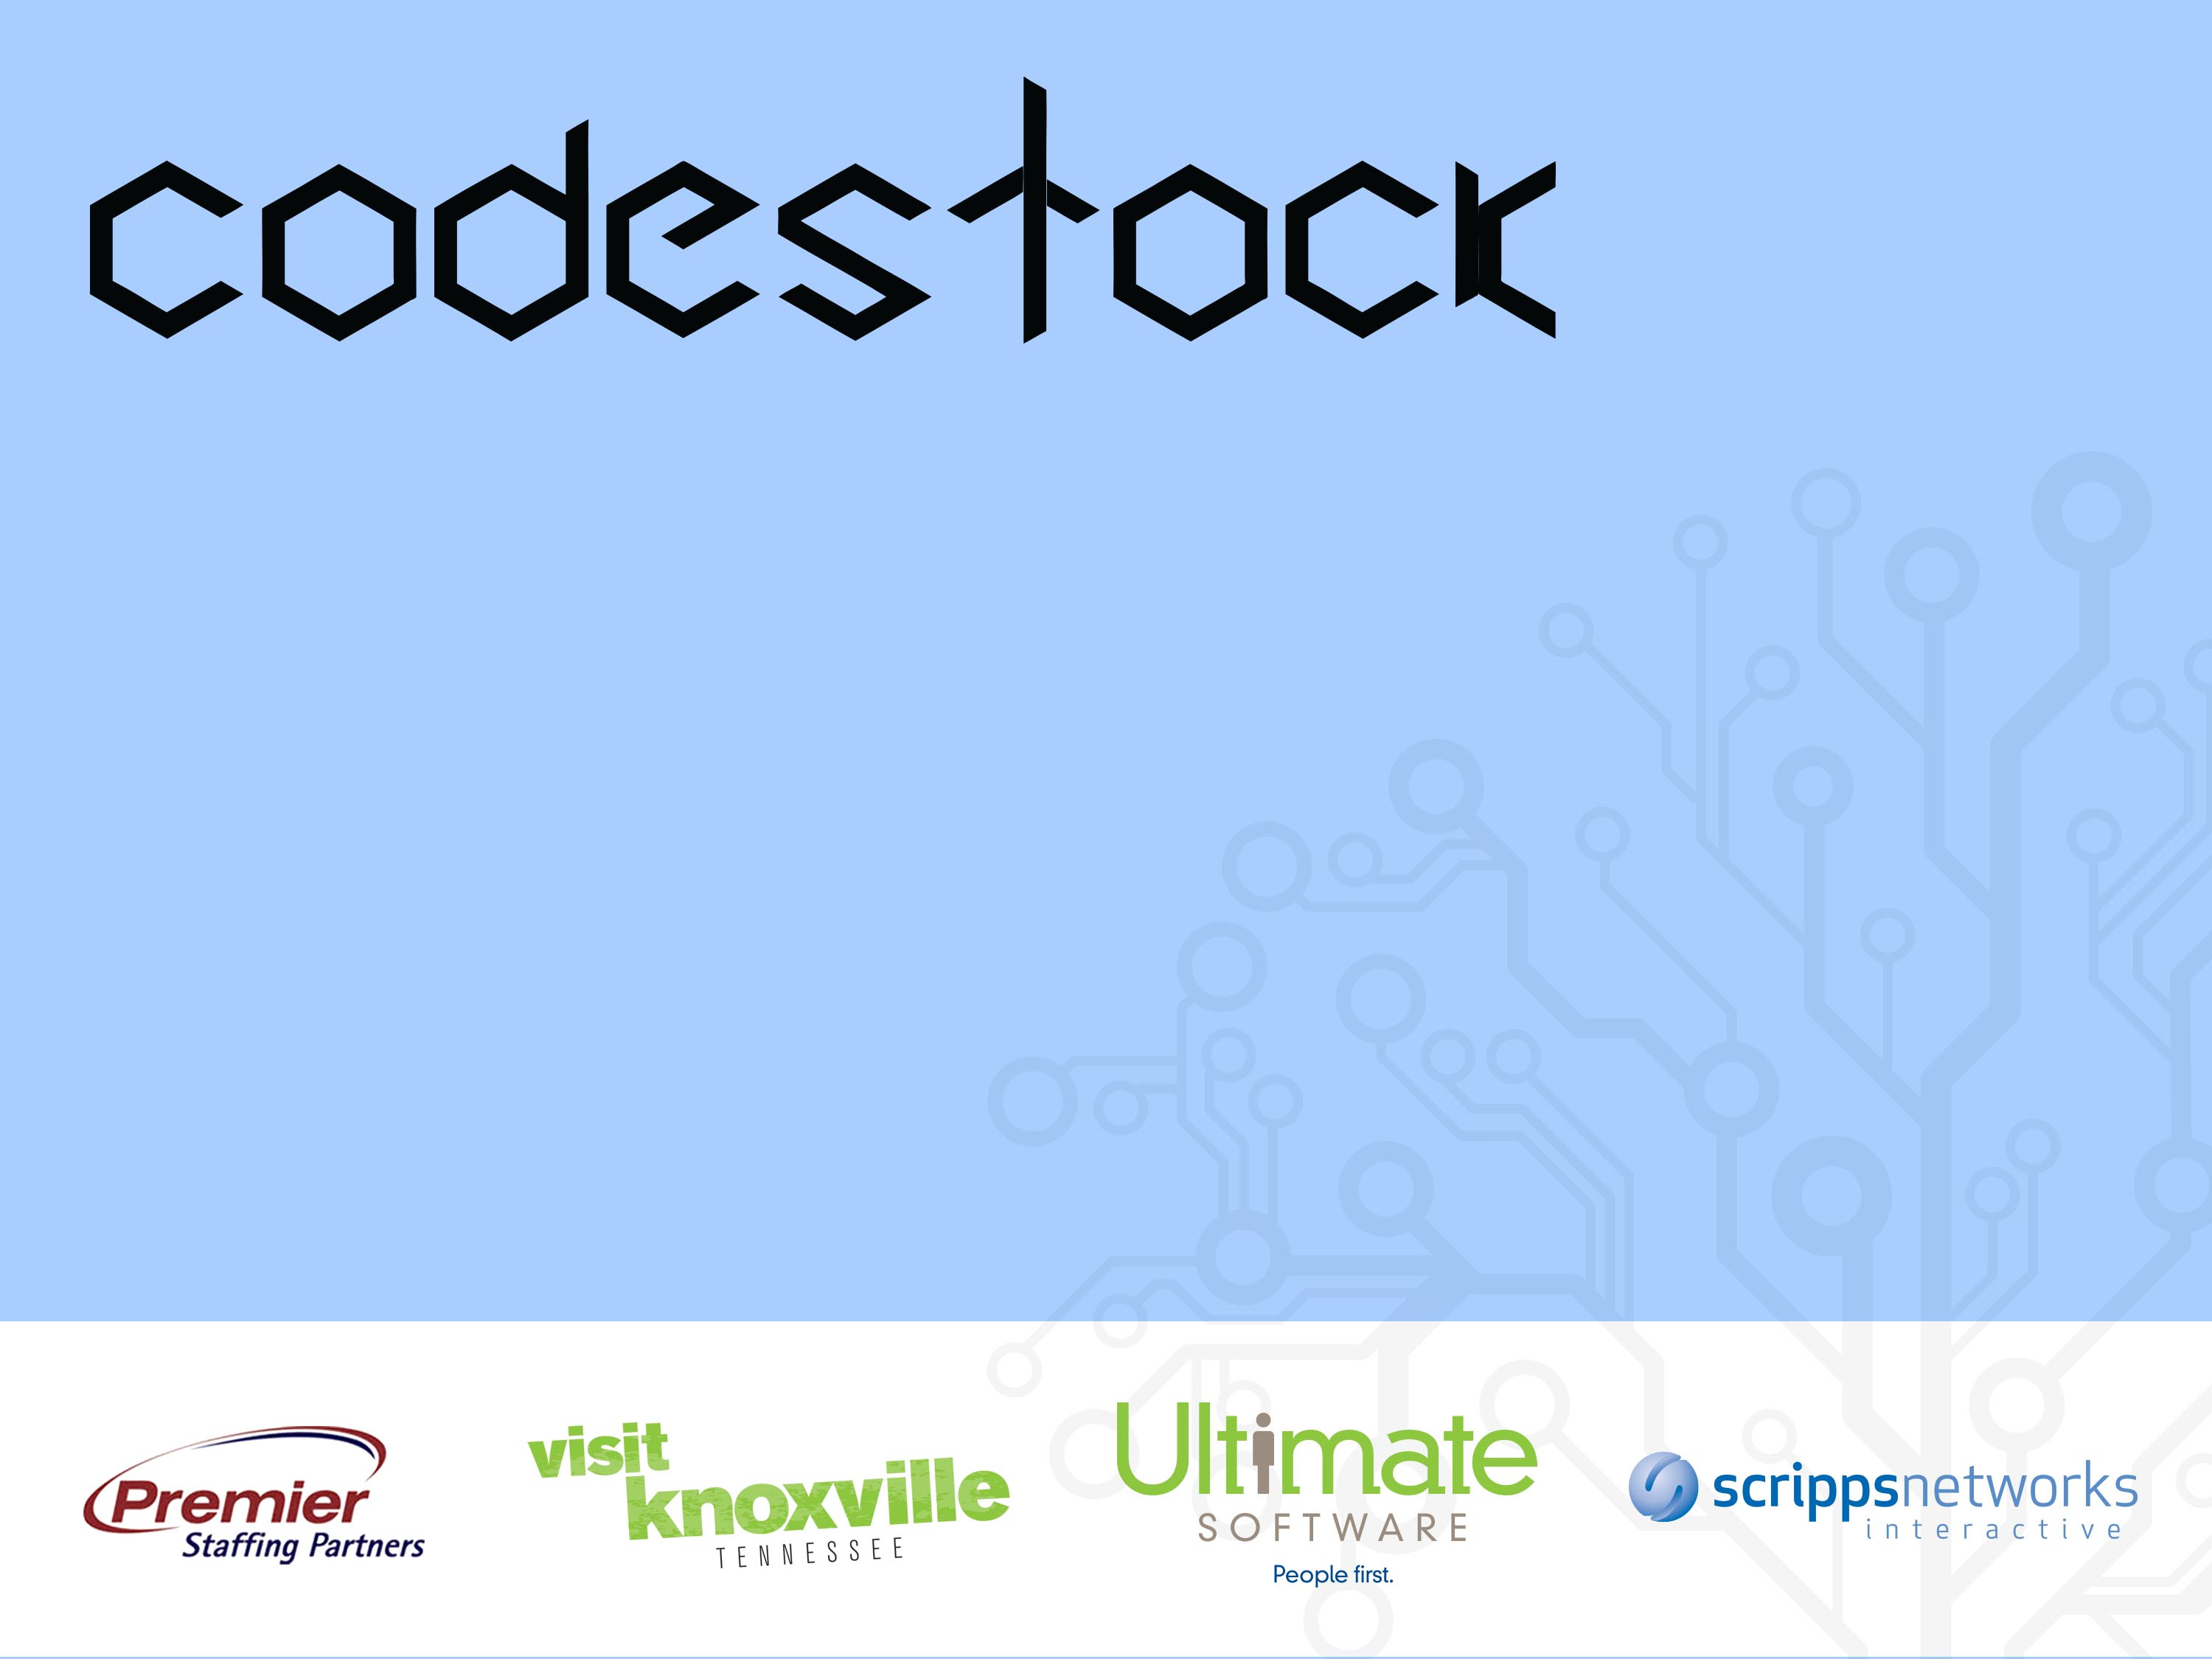 codestock
Premier
Staffing Partners
visit
knoxville
TENNESSEE
Ultimate
SOFTWARE
People first.
scrippsnetworks
interactive